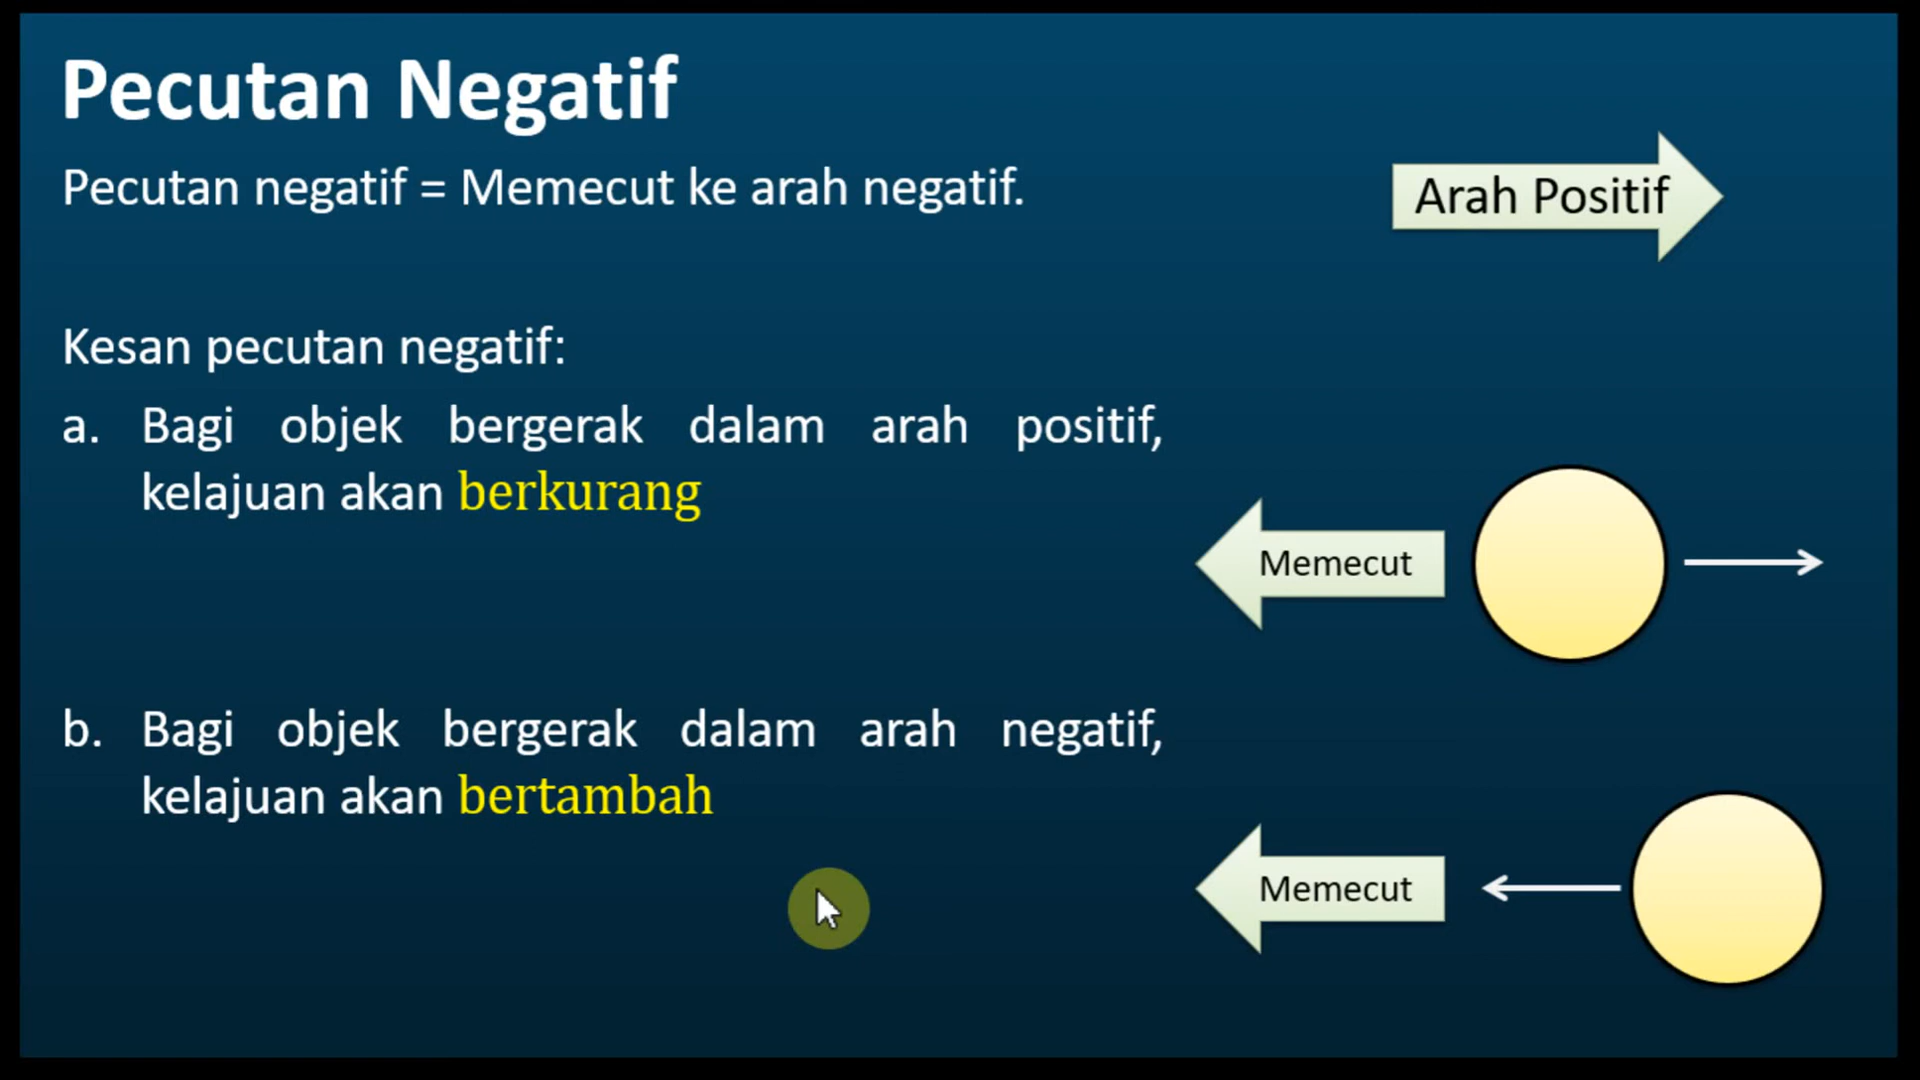 Pecutan Negatif
Pecutan negatif = Memecut ke arah negatif.
Arah Positif
Kesan pecutan negatif:
a. Bagi objek bergerak dalam arah positif,
kelajuan akan berkurang
Memecut
b. Bagi objek bergerak dalam arah negatif,
kelajuan akan bertambah
Memecut